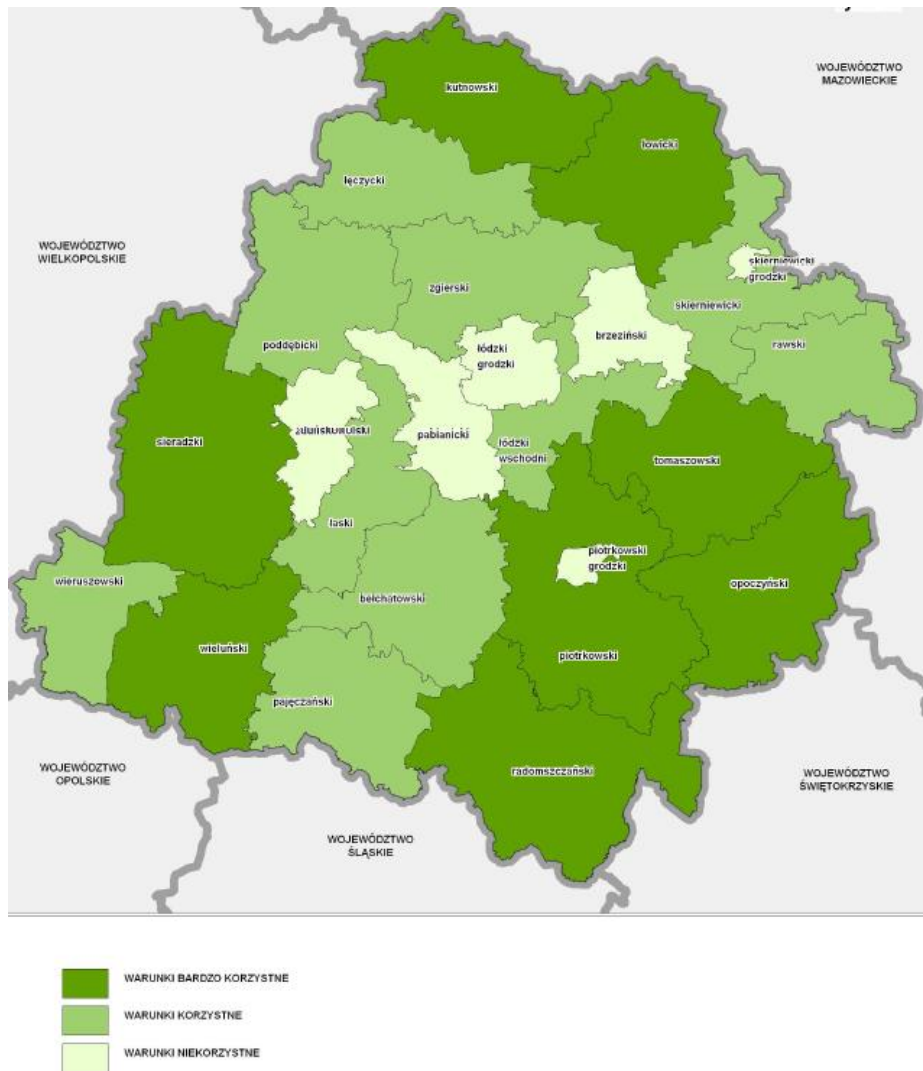 WOJEWÓDZTWO
MAZOWIECKIE
kutnowski
łowicki
łęczycki
WOJEWÓDZTWO
WIELKOPOLSKIE
skierniewicki
grodzki
zgierski
skierniewicki
brzeziński
poddębicki
łódzki
grodzki
rawski
sieradzki
zduńskowolski
pabianicki
łódzki
wschodni
tomaszowski
łaski
piotrkowski
grodzki
wieruszowski
opoczyński
bełchatowski
wieluński
piotrkowski
pajęczański
WOJEWÓDZTWO
OPOLSKIE
radomszczański
WOJEWÓDZTWO
ŚWIĘTOKRZYSKIE
WOJEWÓDZTWO
ŚLĄSKIE
WARUNKI BARDZO KORZYSTNE
WARUNKI KORZYSTNE
WARUNKI NIEKORZYSTNE